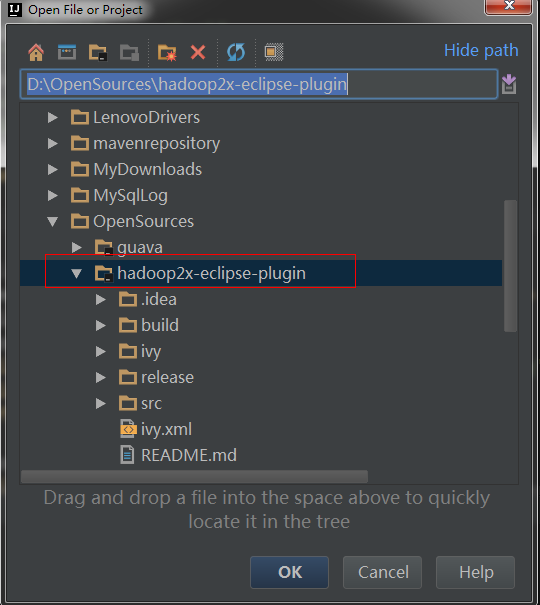 IJ Open File or Project
Hide path
D:\OpenSources\hadoop2x-eclipse-plugin
LenovoDrivers
mavenrepository
MyDownloads
MySqlLog
OpenSources
guava
hadoop2x-eclipse-plugin
.idea
build
ivy
release
src
ivy.xml
README.md
Drag and drop a file into the space above to quickly
locate it in the tree
OK Cancel Help